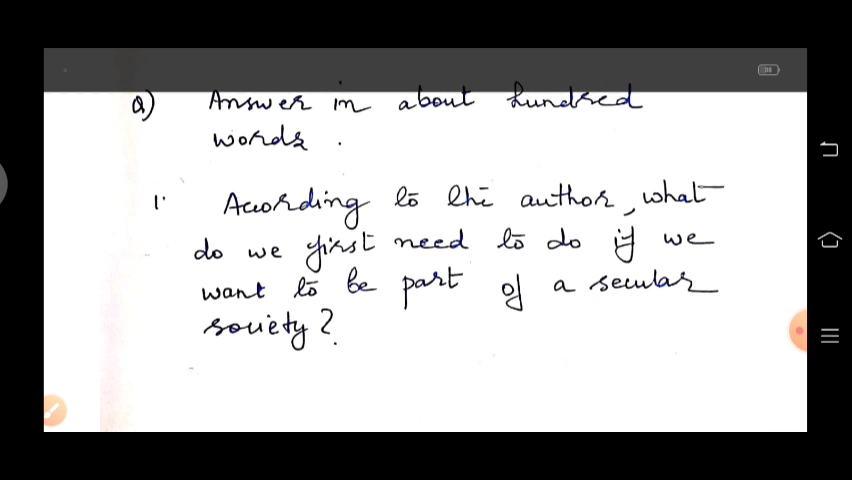 Q) Answer in about hundred
words.
1. According to the author, what
do we first need to do if we
want to be part of a secular
society?